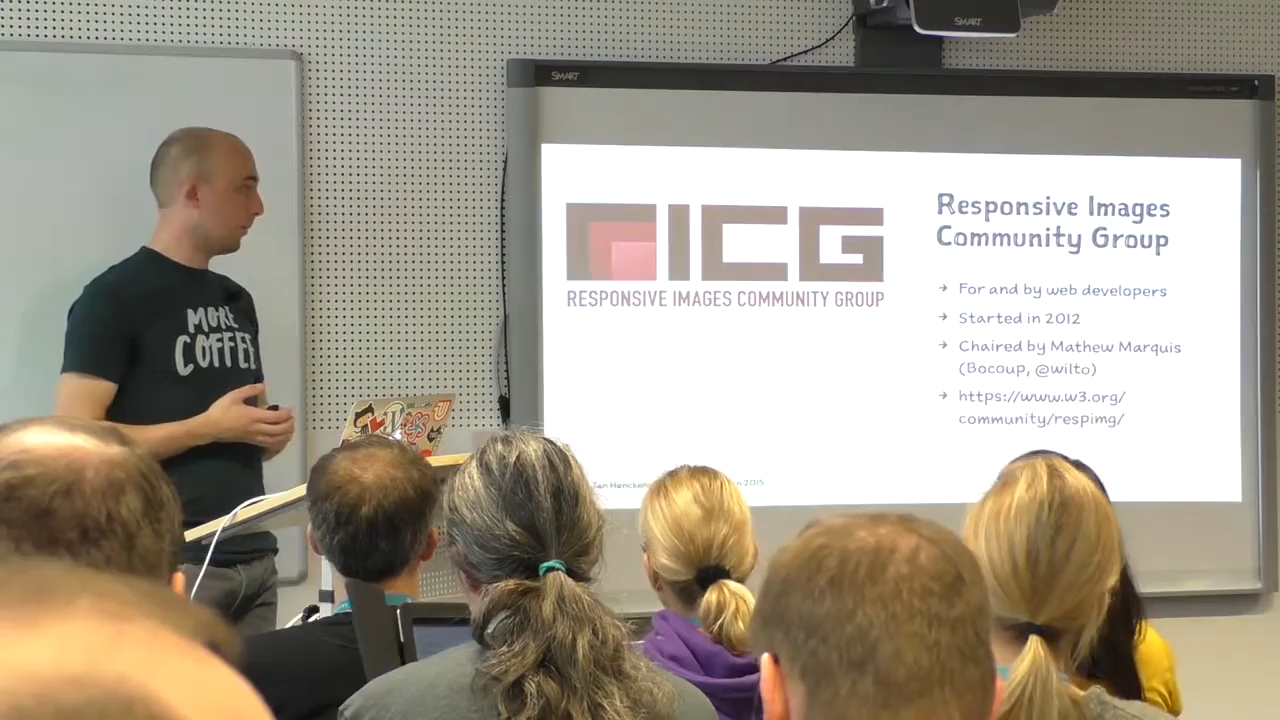 SMART
SMART
MORE
COFFEE
RICG
RESPONSIVE IMAGES COMMUNITY GROUP
Responsive Images
Community Group
→ For and by web developers
→ Started in 2012
→ Chaired by Mathew Marquis
(Bocoup, @wilto)
→ https://www.w3.org/
community/respimg/
2015